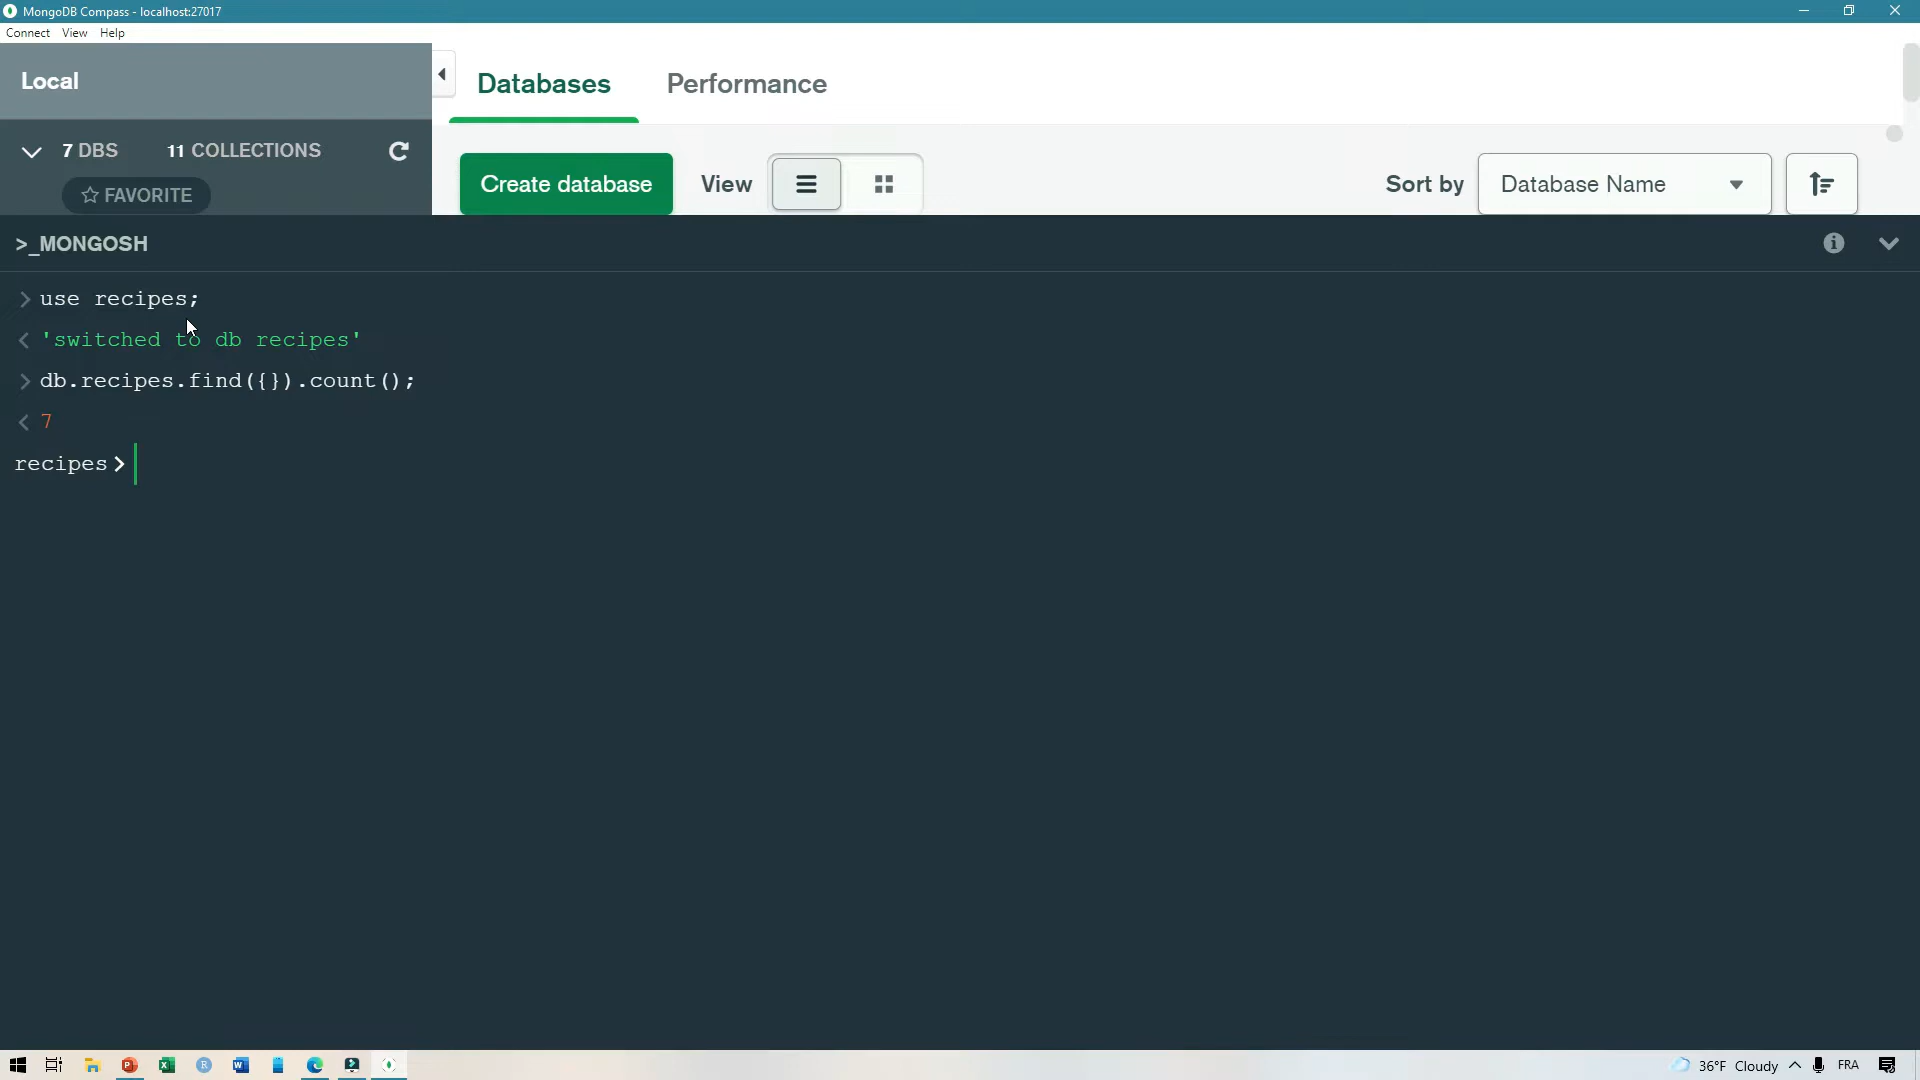 MongoDB Compass - localhost:27017
Connect View Help
Local
Databases Performance
7 DBS 11 COLLECTIONS
FAVORITE
Create database View Sort by Database Name
>_MONGOSH
> use recipes;
< 'switched to db recipes'
> db.recipes.find({}).count();
< 7
recipes >
36°F Cloudy FRA